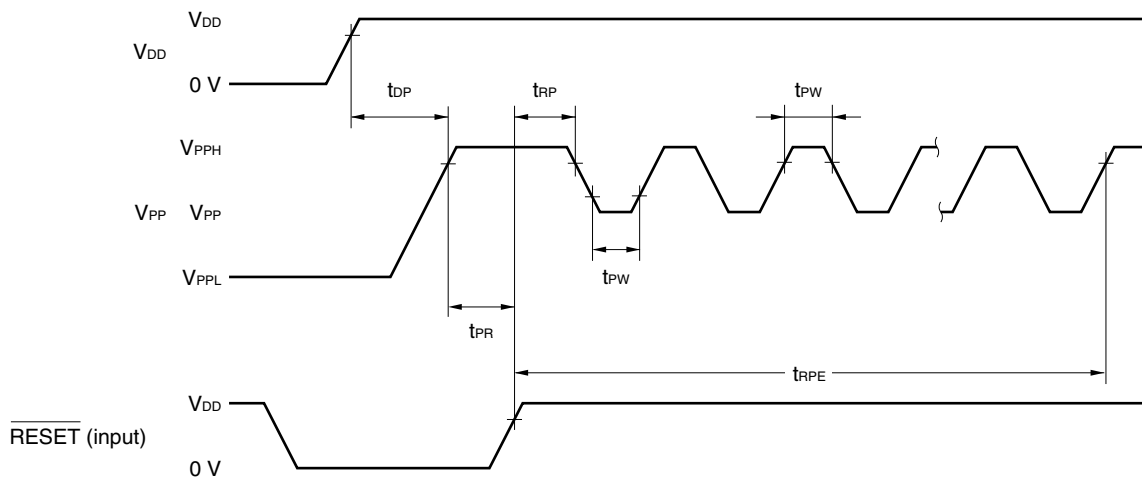 VDD
VDD
0 V
tDP
tRP
tPW
VPPH
VPP VPP
VPPL
tPW
tPR
tRPE
VDD
RESET (input)
0 V